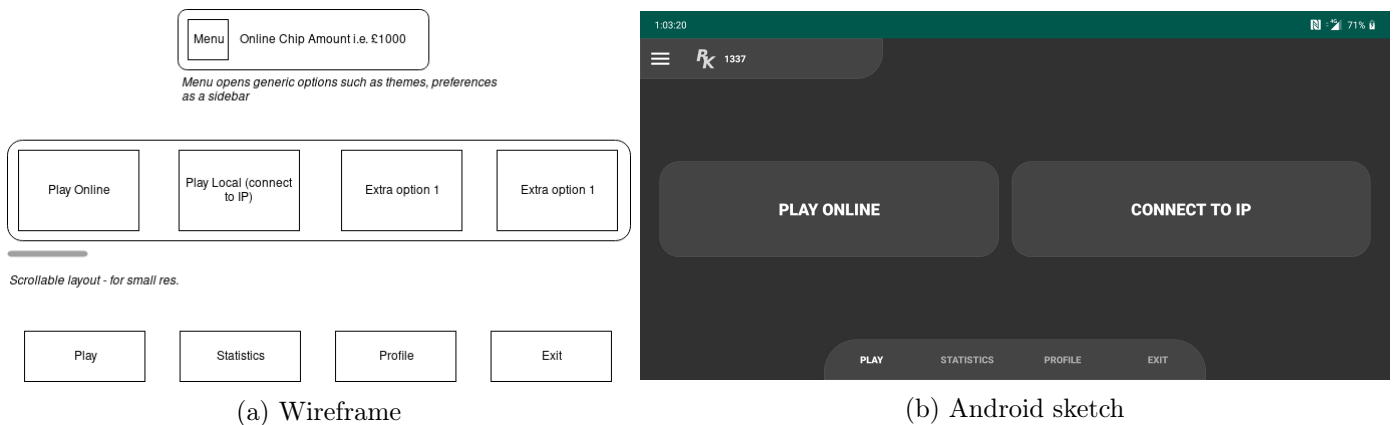 Menu Online Chip Amount i.e. £1000
Menu opens generic options such as themes, preferences
as a sidebar
Play Online
Play Local (connect
to IP)
Extra option 1
Extra option 1
Scrollable layout - for small res.
Play
Statistics
Profile
Exit
(a) Wireframe
1:03:20
4G
71%
RK 1337
PLAY ONLINE
CONNECT TO IP
PLAY
STATISTICS
PROFILE
EXIT
(b) Android sketch